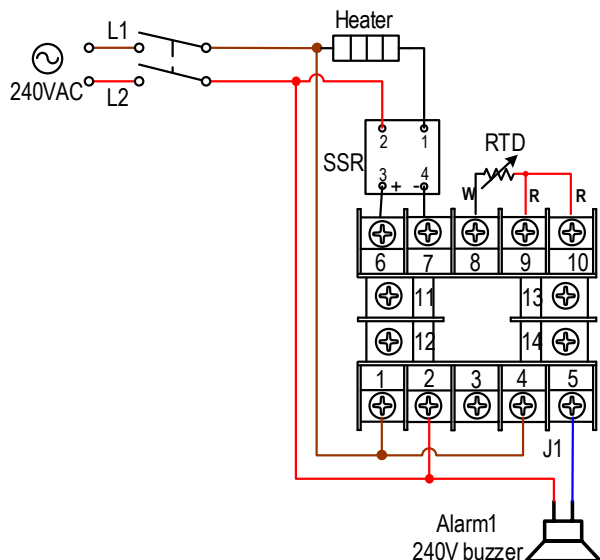 Heater
L1
240VAC
L2
2 1
SSR
3 + 4 -
RTD
W R R
6 7 8 9 10
11 13
12 14
1 2 3 4 5
J1
Alarm1
240V buzzer